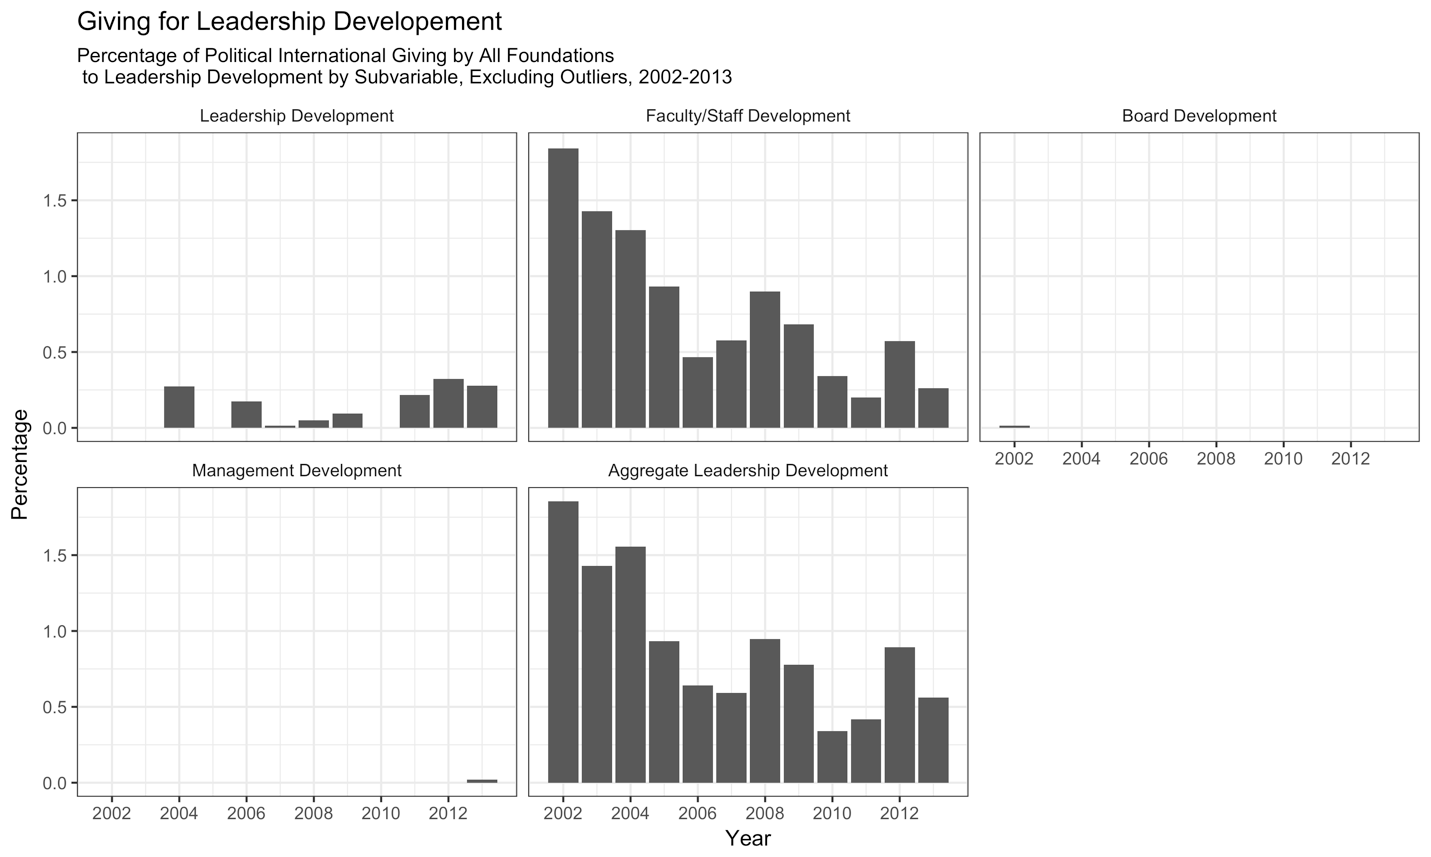 Giving for Leadership Developement
Percentage of Political International Giving by All Foundations
to Leadership Development by Subvariable, Excluding Outliers, 2002-2013
Leadership Development
Faculty/Staff Development
Board Development
1.5
1.0
0.5
0.0
2002 2004 2006 2008 2010 2012
Percentage
Management Development
Aggregate Leadership Development
1.5
1.0
0.5
0.0
2002 2004 2006 2008 2010 2012
2002 2004 2006 2008 2010 2012
Year